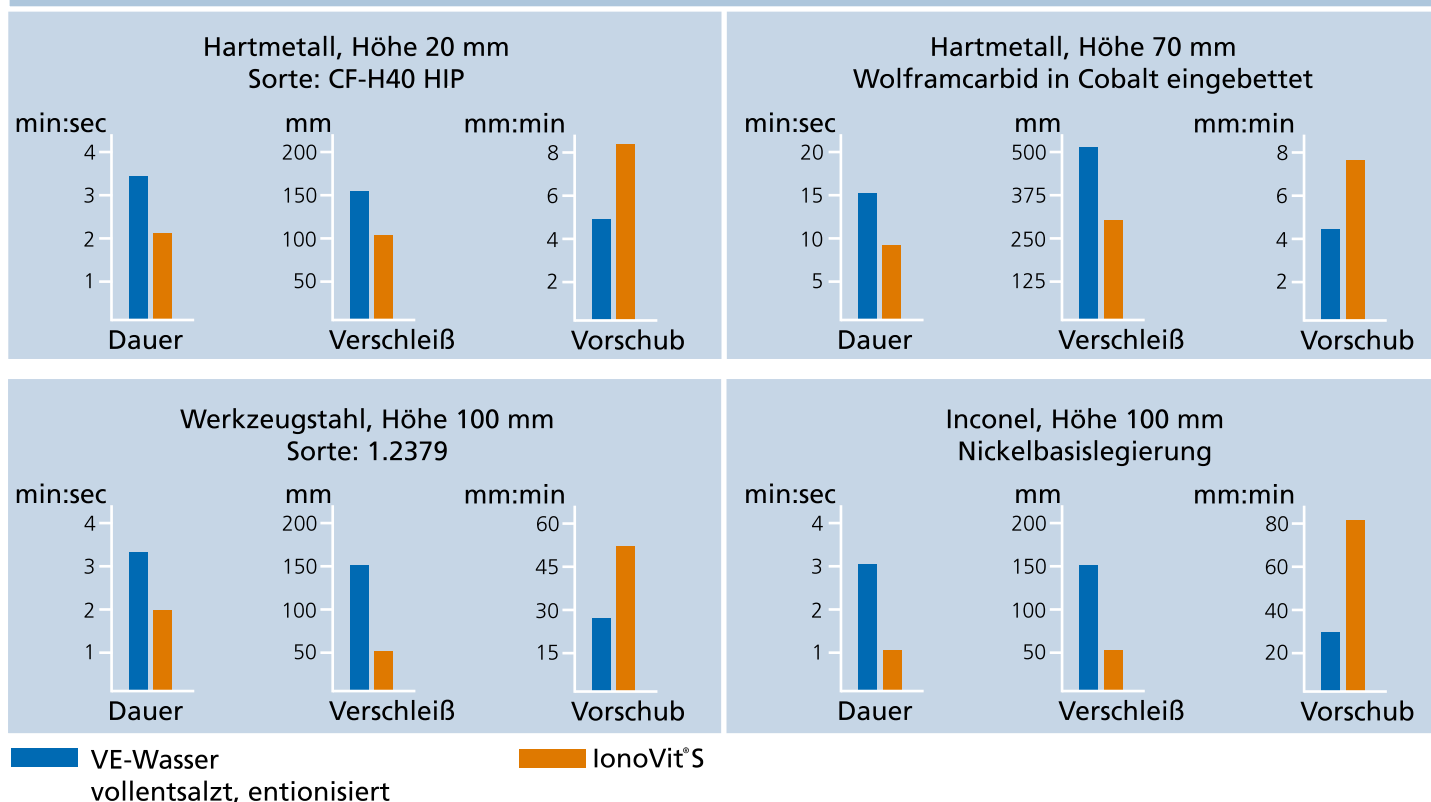 Hartmetall, Höhe 20 mm
Sorte: CF-H40 HIP
min:sec
4
3
2
1
Dauer
mm
200
150
100
50
Verschleiß
mm:min
8
6
4
2
Vorschub
Hartmetall, Höhe 70 mm
Wolframcarbid in Cobalt eingebettet
min:sec
20
15
10
5
Dauer
mm
500
375
250
125
Verschleiß
mm:min
8
6
4
2
Vorschub
Werkzeugstahl, Höhe 100 mm
Sorte: 1.2379
min:sec
4
3
2
1
Dauer
mm
200
150
100
50
Verschleiß
mm:min
60
45
30
15
Vorschub
Inconel, Höhe 100 mm
Nickelbasislegierung
min:sec
4
3
2
1
Dauer
mm
200
150
100
50
Verschleiß
mm:min
80
60
40
20
Vorschub
VE-Wasser
vollentsalzt, entionisiert
IonoVit®S